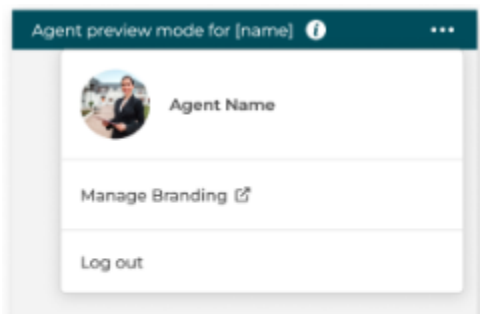 Agent preview mode for [name]
Agent Name
Manage Branding
Log out